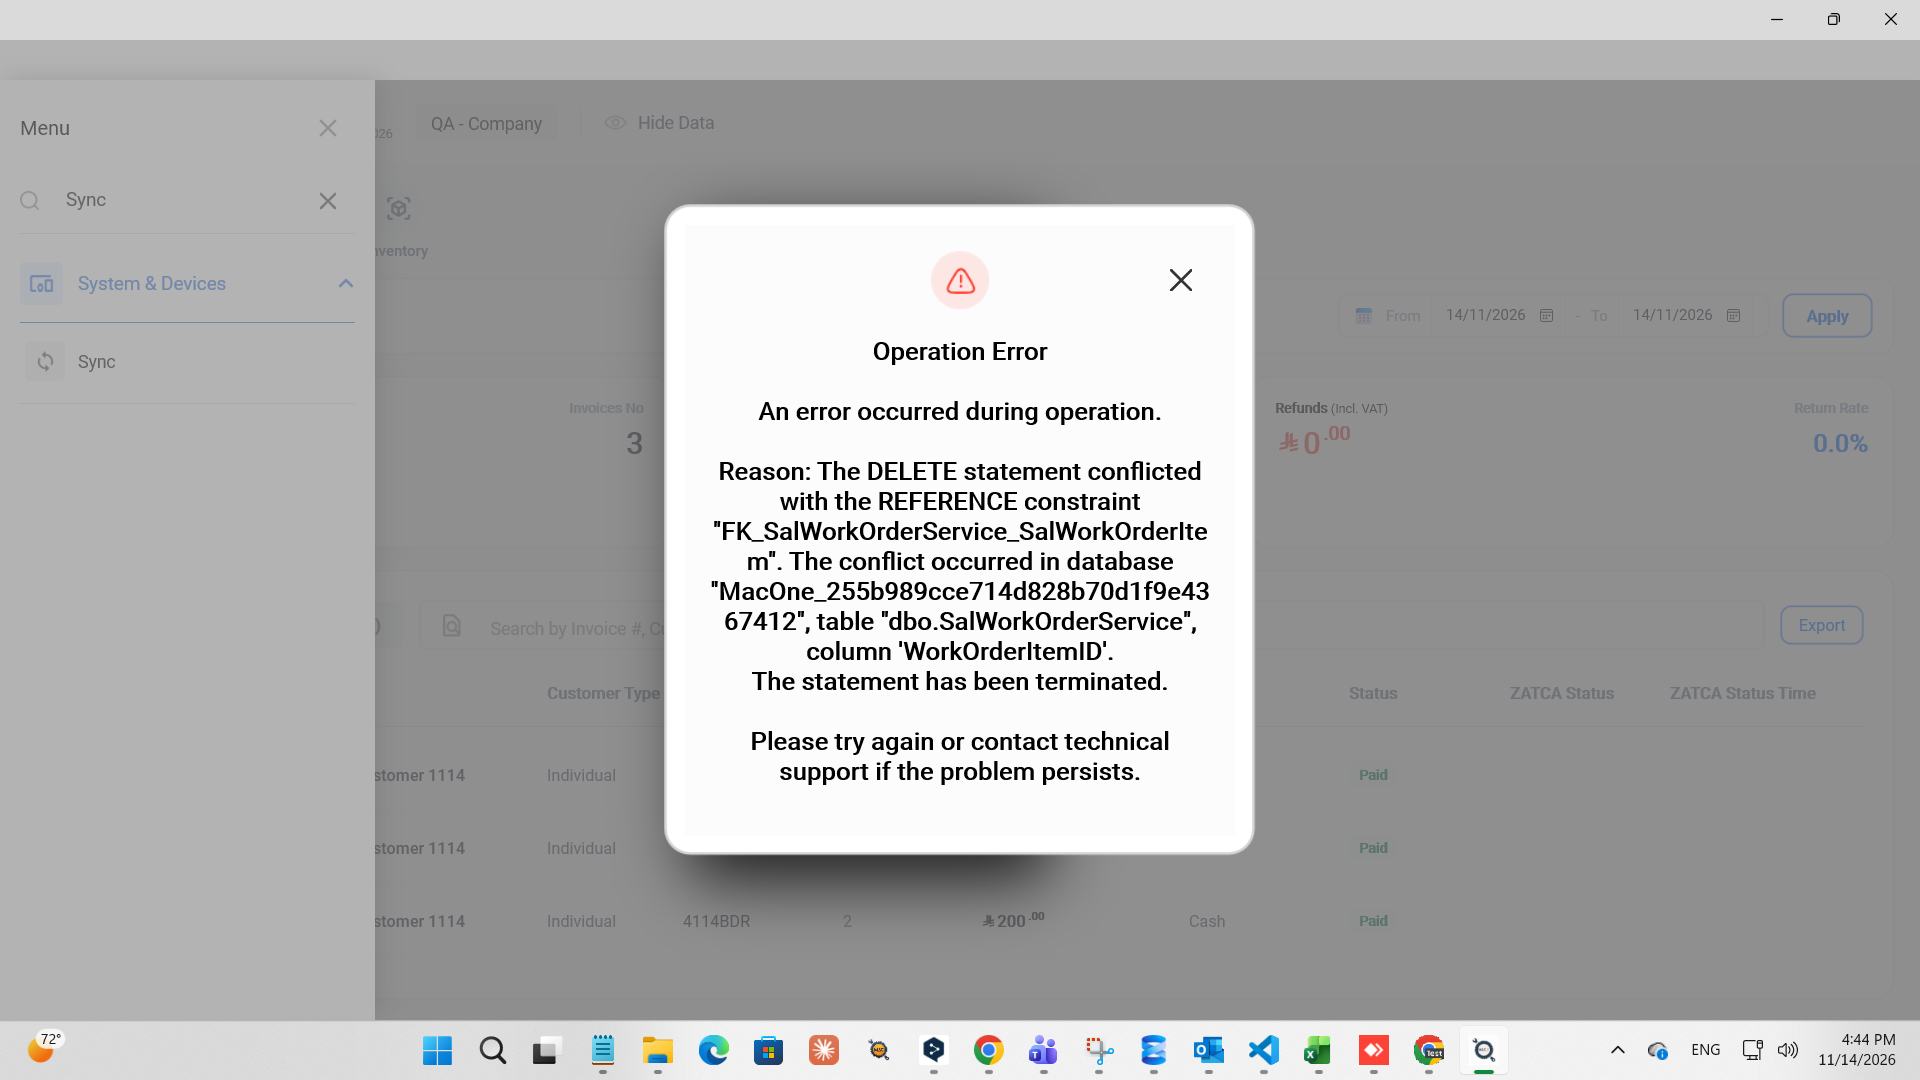 Menu
026
QA - Company
Hide Data
Sync
nventory
System & Devices
Sync
From 14/11/2026 - To 14/11/2026
Apply
Invoices No
3
Refunds (Incl. VAT)
0.00
Return Rate
0.0%
Operation Error
An error occurred during operation.
Reason: The DELETE statement conflicted
with the REFERENCE constraint
"FK_SalWorkOrderService_SalWorkOrderIte
m". The conflict occurred in database
"MacOne_255b989cce714d828b70d1f9e43
67412", table "dbo.SalWorkOrderService",
column 'WorkOrderItemID'.
The statement has been terminated.
Please try again or contact technical
support if the problem persists.
Search by Invoice #, Cu
Export
Customer Type
Status
ZATCA Status
ZATCA Status Time
stomer 1114 Individual Paid
stomer 1114 Individual Paid
stomer 1114 Individual 4114BDR 2 200.00 Cash Paid
72°
Test
ENG
4:44 PM
11/14/2026